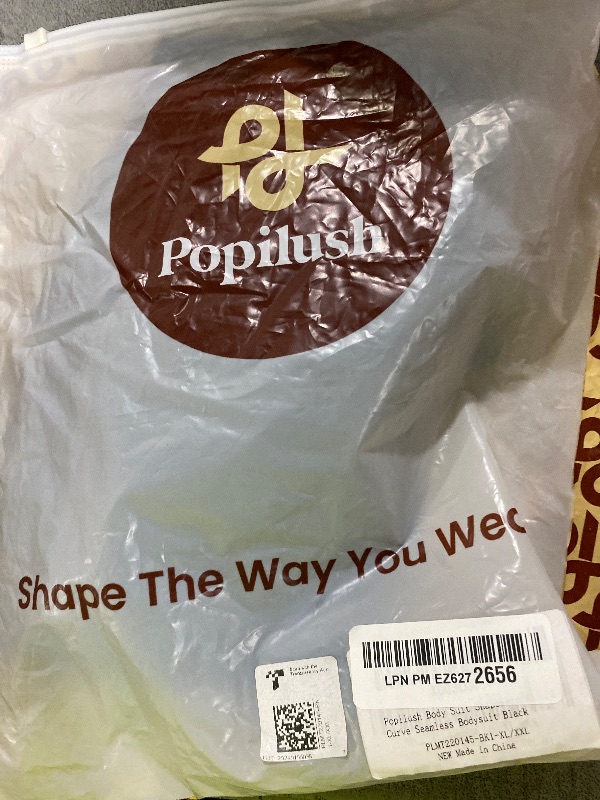 Popilush
Shape The Way You Wea
LPN PM EZ627 2656
Popilush Body Suit
Curve Seamless Bodysuit Black
PLMT220145-BK1-XL/XXL
NEW Made in China